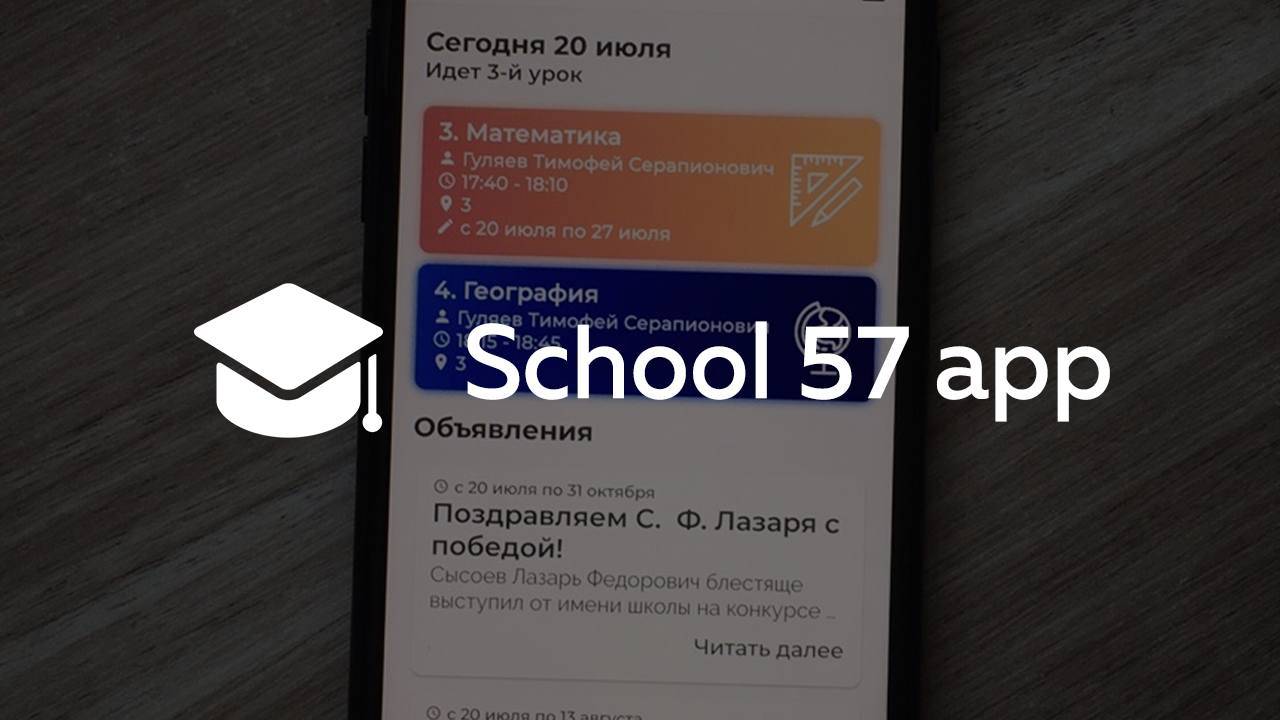 Сегодня 20 июля
Идет 3-й урок
3. Математика
Гуляев Тимофей Серапионович
17:40 - 18:10
3
с 20 июля по 27 июля
4. География
Гуляев Тимофей Серапионович
18:15 - 18:45
3
School 57 app
Объявления
с 20 июля по 31 октября
Поздравляем С. Ф. Лазаря с
победой!
Сысоев Лазарь Федорович блестяще
выступил от имени школы на конкурсе ...
Читать далее
с 20 июля по 13 августа